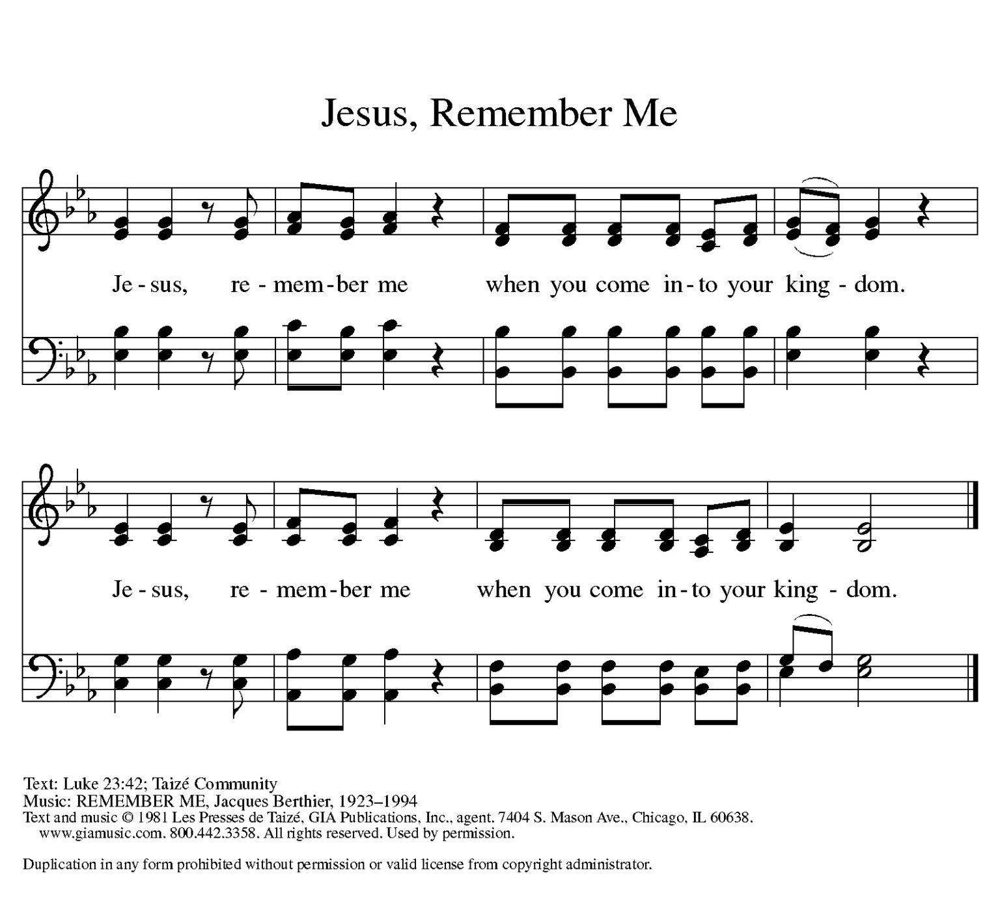 Jesus, Remember Me
Je - sus, re - mem - ber me when you come in - to your king - dom.
Je - sus, re - mem - ber me when you come in - to your king - dom.
Text: Luke 23:42; Taizé Community
Music: REMEMBER ME, Jacques Berthier, 1923–1994
Text and music © 1981 Les Presses de Taizé, GIA Publications, Inc., agent. 7404 S. Mason Ave., Chicago, IL 60638.
www.giamusic.com. 800.442.3358. All rights reserved. Used by permission.
Duplication in any form prohibited without permission or valid license from copyright administrator.